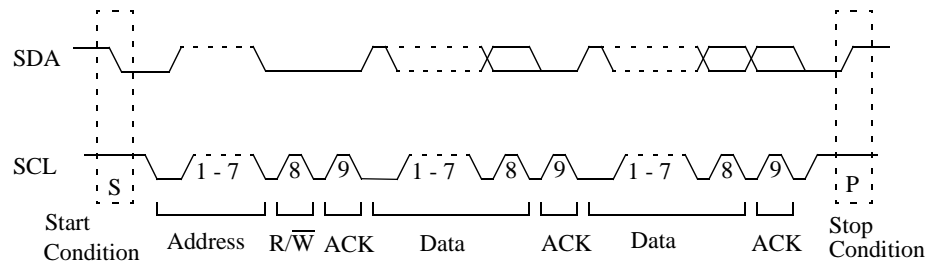 SDA
SCL
S
1 - 7
8
9
1 - 7
8
9
1 - 7
8
9
P
Start
Condition
Address
R/W̅
ACK
Data
ACK
Data
ACK
Stop
Condition